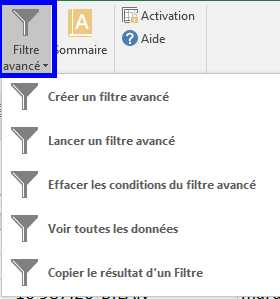 Filtre
avancé
Sommaire
Activation
Aide
Créer un filtre avancé
Lancer un filtre avancé
Effacer les conditions du filtre avancé
Voir toutes les données
Copier le résultat d'un Filtre